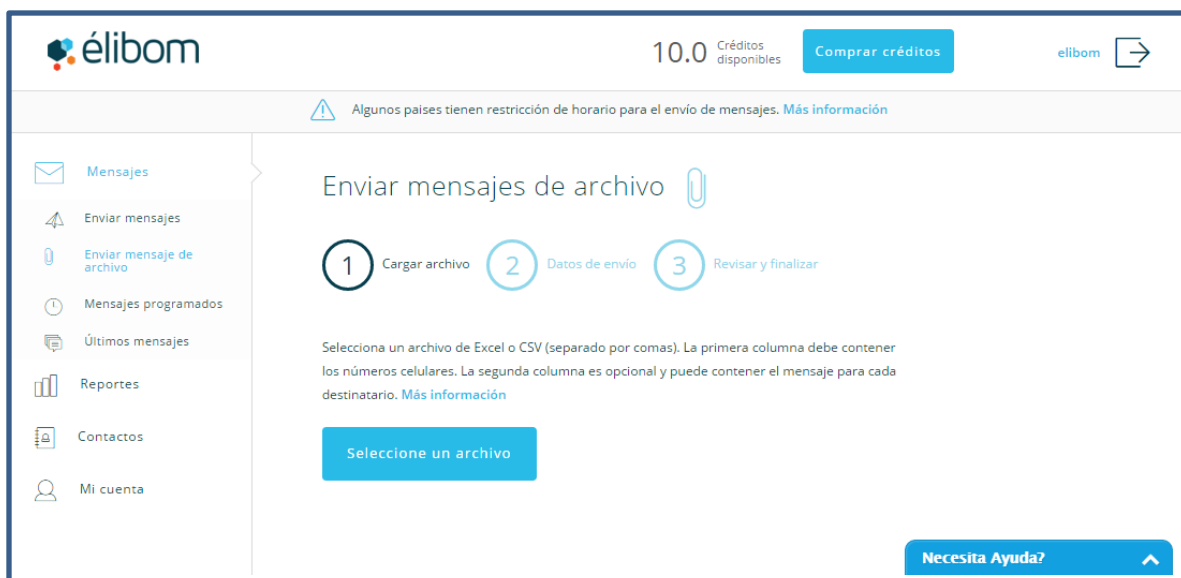 élibom
10.0 Créditos
disponibles
Comprar créditos
elibom
Algunos paises tienen restricción de horario para el envío de mensajes. Más información
Mensajes
Enviar mensajes
Enviar mensaje de
archivo
Mensajes programados
Últimos mensajes
Reportes
Contactos
Mi cuenta
Enviar mensajes de archivo
1 Cargar archivo 2 Datos de envío 3 Revisar y finalizar
Selecciona un archivo de Excel o CSV (separado por comas). La primera columna debe contener
los números celulares. La segunda columna es opcional y puede contener el mensaje para cada
destinatario. Más información
Seleccione un archivo
Necesita Ayuda?